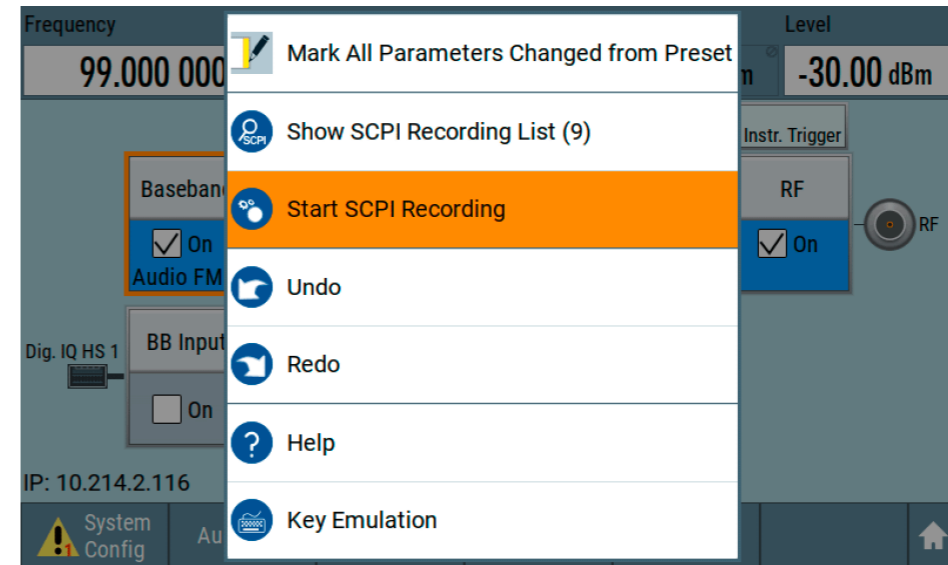 Frequency
Level
99.000 000
m
-30.00 dBm
Mark All Parameters Changed from Preset
SCPI
Show SCPI Recording List (9)
Instr. Trigger
Baseban
Start SCPI Recording
RF
On
On
RF
Audio FM
Undo
Dig. IQ HS 1
BB Input
Redo
On
?
Help
IP: 10.214.2.116
1
System
Config
Au
Key Emulation